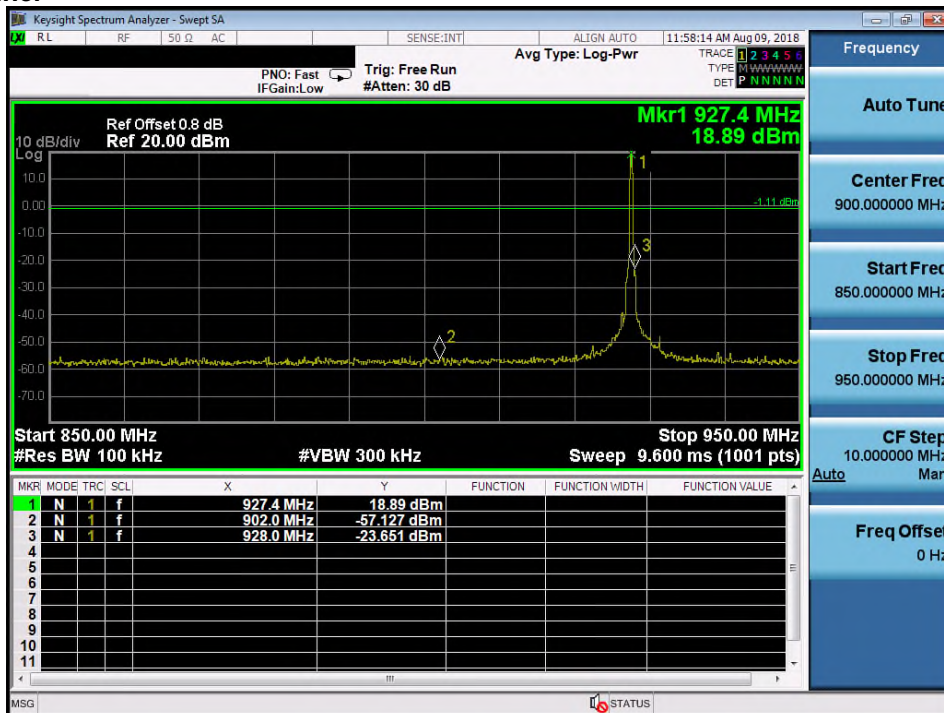 Keysight Spectrum Analyzer - Swept SA
LXI RL RF 50 Ω AC SENSE:INT ALIGN AUTO 11:58:14 AM Aug 09, 2018
Frequency
PNO: Fast Trig: Free Run Avg Type: Log-Pwr TRACE 1 2 3 4 5 6
IFGain:Low #Atten: 30 dB TYPE M WWWWW
DET P N N N N N
Auto Tune
Ref Offset 0.8 dB Mkr1 927.4 MHz
10 dB/div Ref 20.00 dBm 18.89 dBm
Log
1
10.0
0.00
-1.11 dBm
-10.0
3
-20.0
-30.0
-40.0
2
-50.0
-60.0
-70.0
Center Freq
900.000000 MHz
Start Freq
850.000000 MHz
Stop Freq
950.000000 MHz
Start 850.00 MHz Stop 950.00 MHz
#Res BW 100 kHz #VBW 300 kHz Sweep 9.600 ms (1001 pts)
CF Step
10.000000 MHz
Auto Man
MKR MODE TRC SCL X Y FUNCTION FUNCTION WIDTH FUNCTION VALUE
1 N 1 f 927.4 MHz 18.89 dBm
2 N 1 f 902.0 MHz -57.127 dBm
3 N 1 f 928.0 MHz -23.651 dBm
4
5
6
7
8
9
10
11
Freq Offset
0 Hz
MSG STATUS